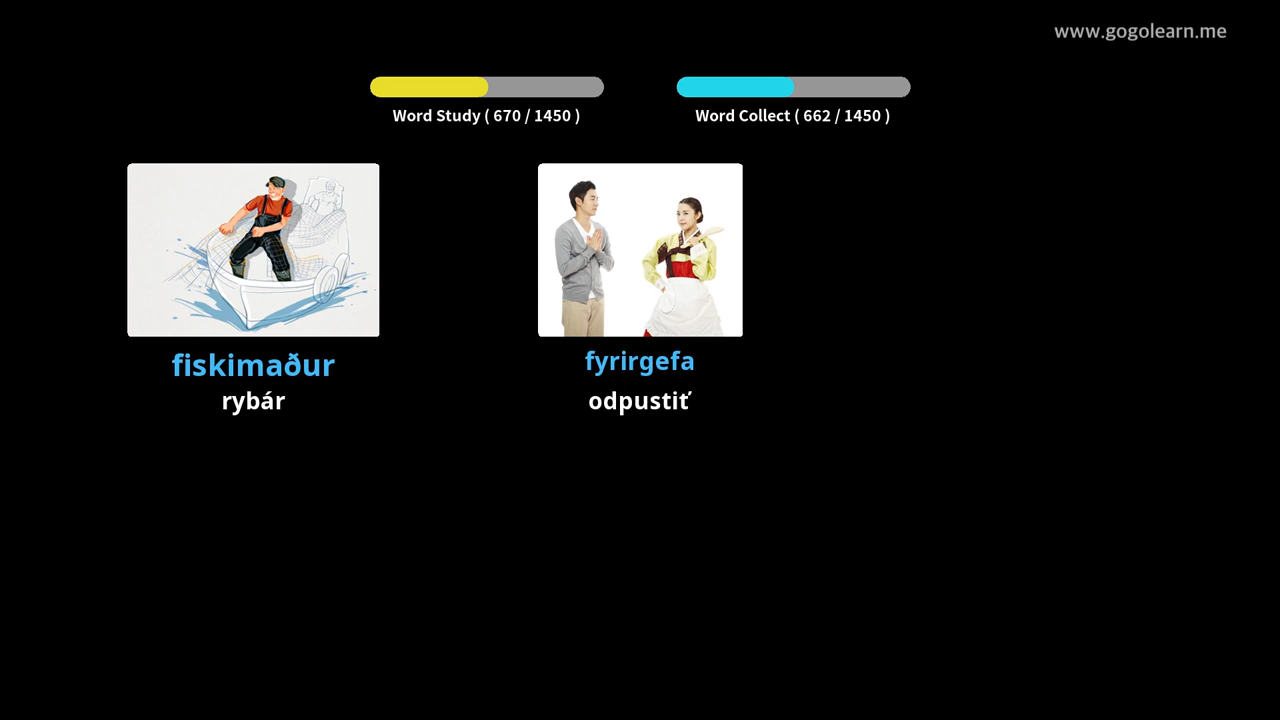 www.gogolearn.me
Word Study ( 670 / 1450 )
Word Collect ( 662 / 1450 )
fiskimaður
rybár
fyrirgefa
odpustiť